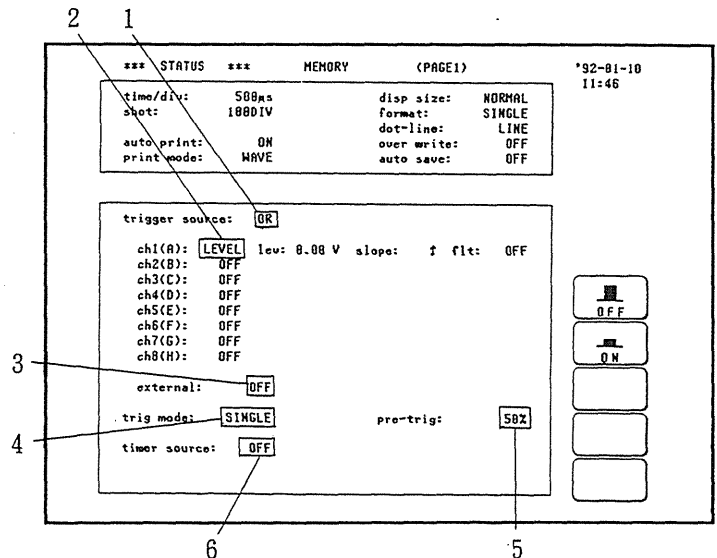 2 1
*** STATUS *** MEMORY (PAGE1) '92-01-10
11:46
time/div: 500µs disp size: NORMAL
shot: 100DIV format: SINGLE
dot-line: LINE
auto print: ON over write: OFF
print mode: WAVE auto save: OFF
trigger source: OR
ch1(A): LEVEL lev: 0.00 V slope: ↑ flt: OFF
ch2(B): OFF
ch3(C): OFF
ch4(D): OFF
ch5(E): OFF
ch6(F): OFF
ch7(G): OFF
ch8(H): OFF
OFF
ON
3
external: OFF
trig mode: SINGLE pre-trig: 50%
4
timer source: OFF
6 5